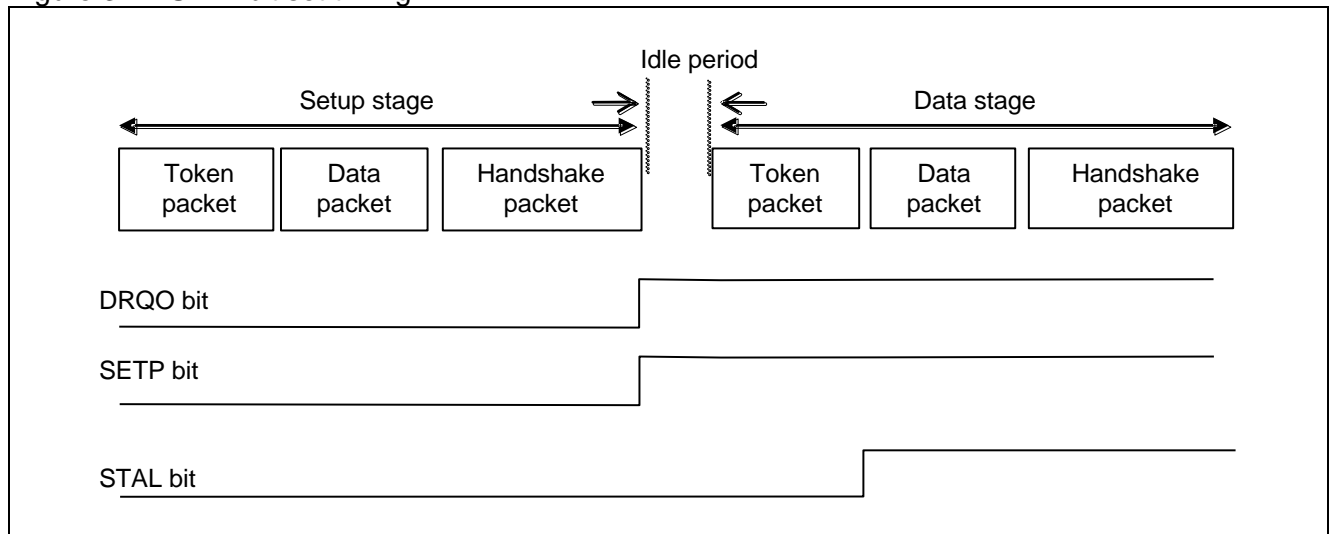 Idle period
Setup stage
Data stage
Token
packet
Data
packet
Handshake
packet
Token
packet
Data
packet
Handshake
packet
DRQO bit
SETP bit
STAL bit